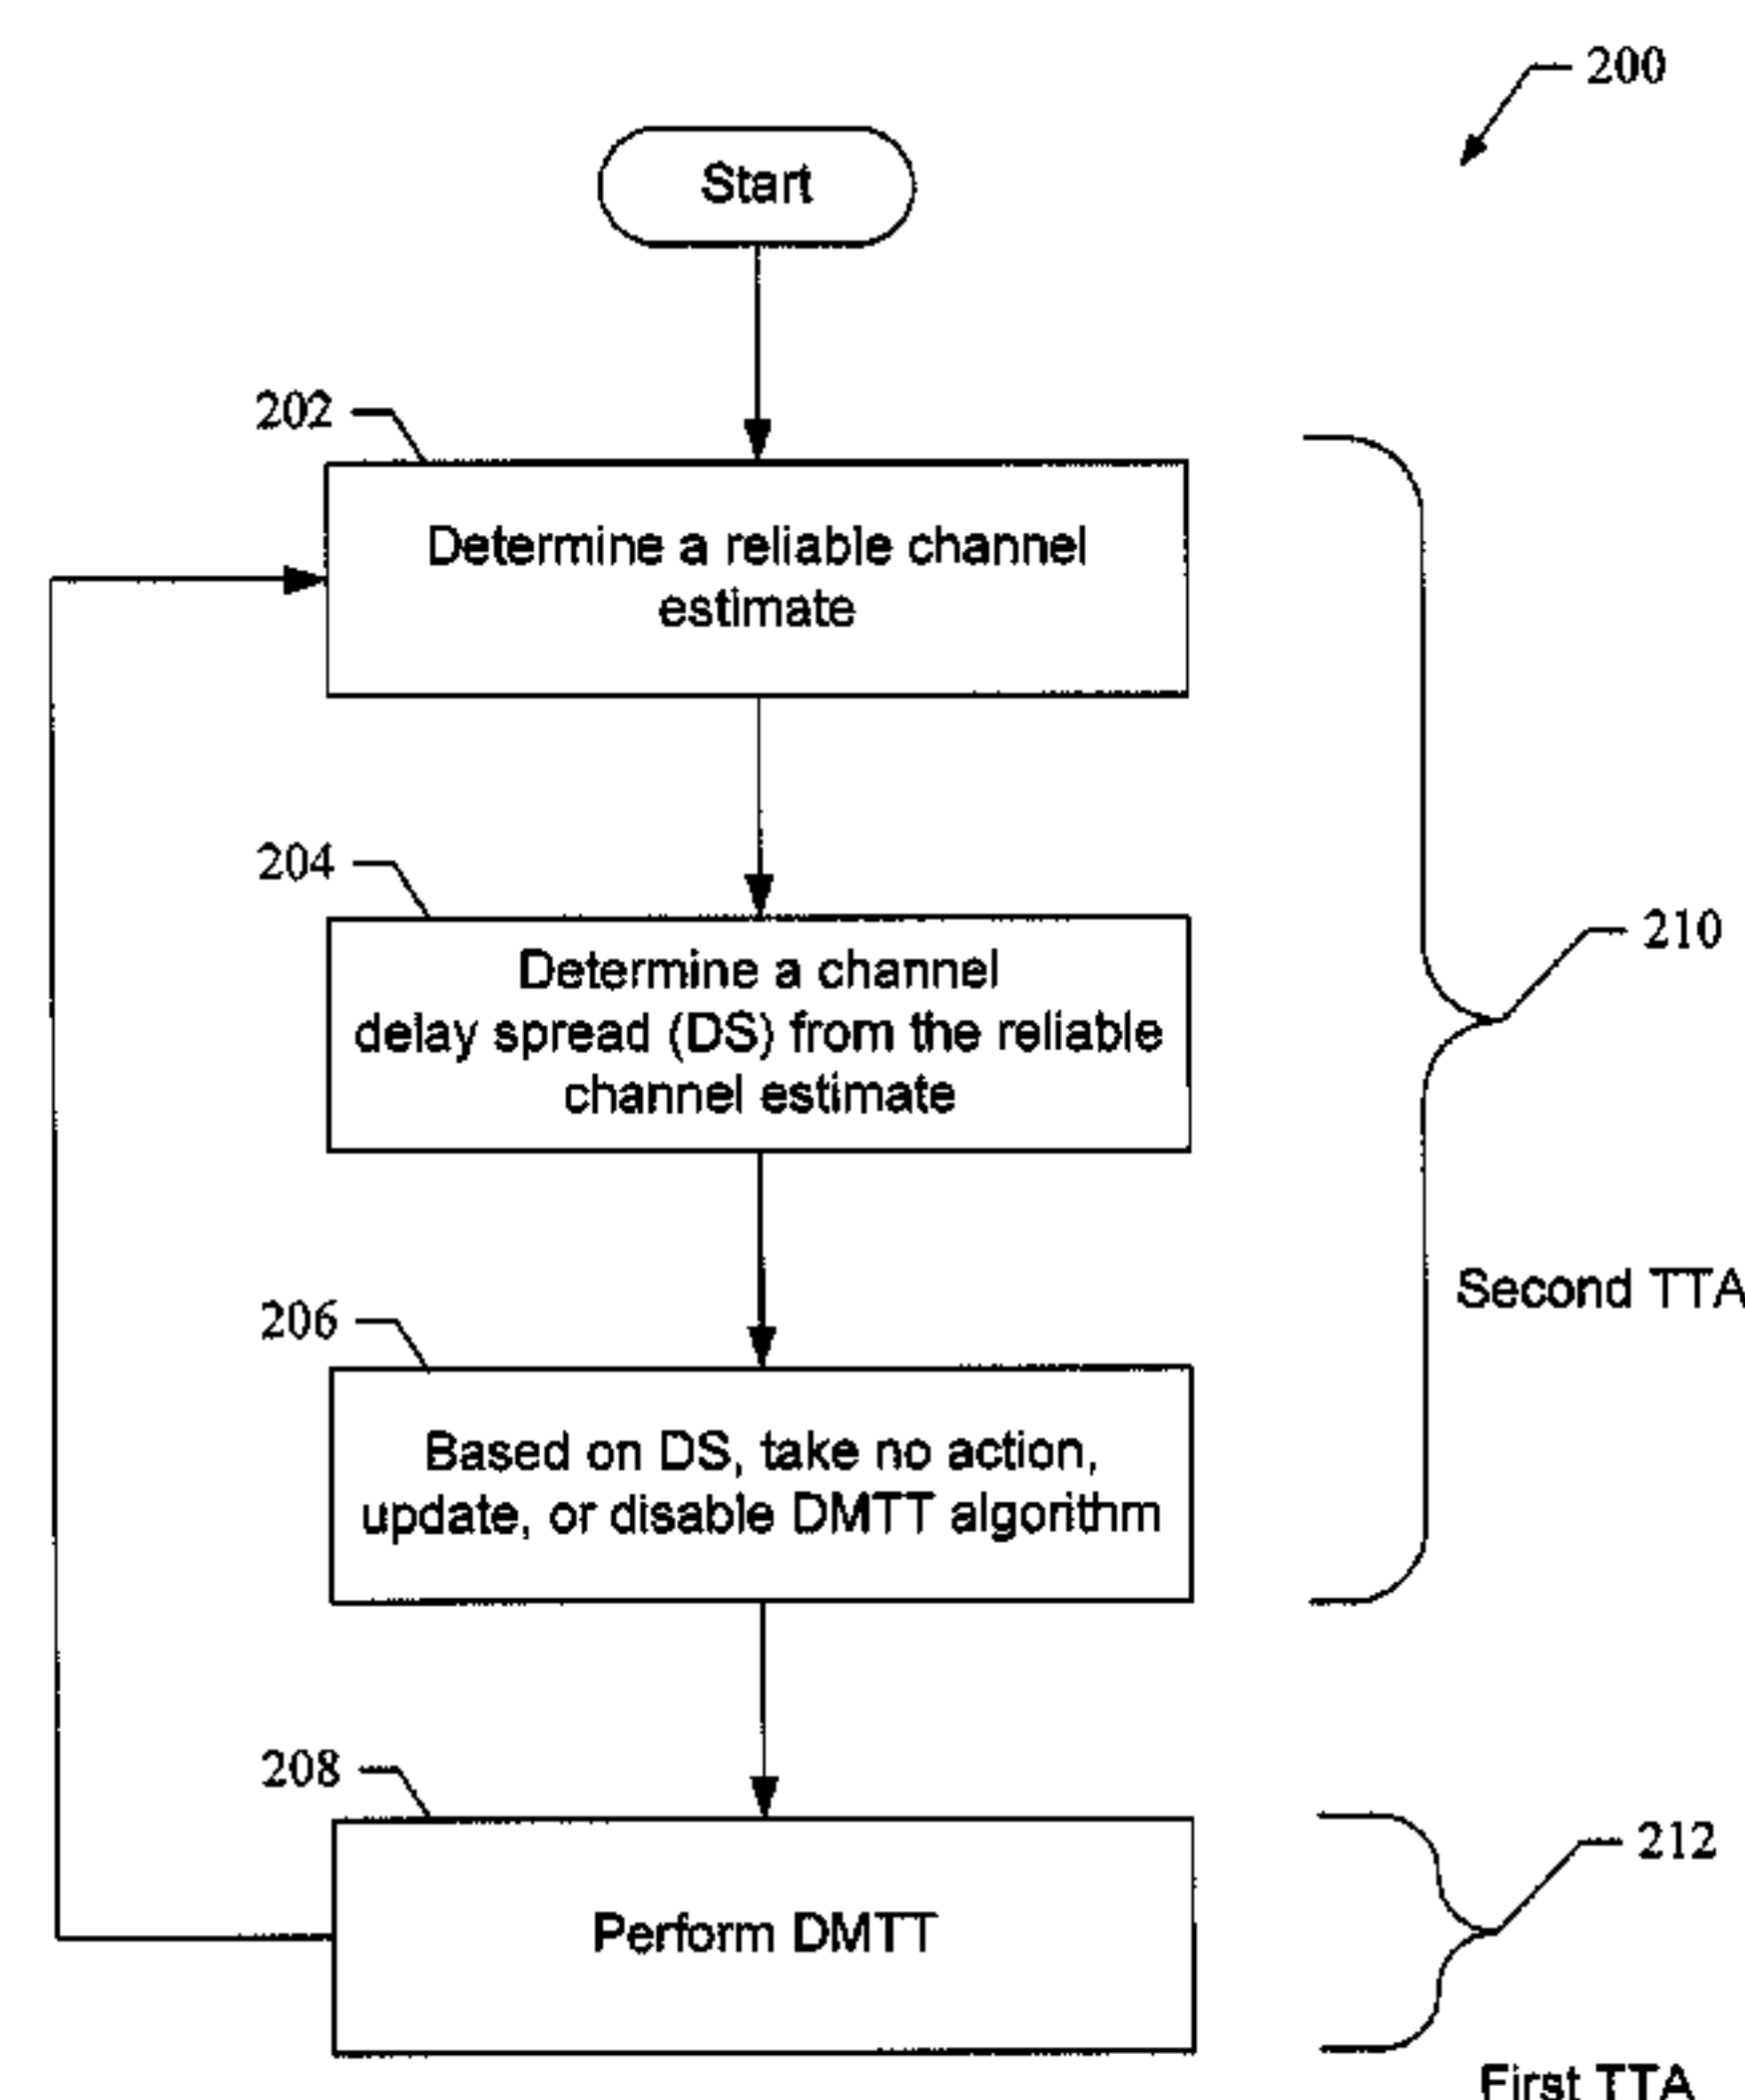 200
Start
202
Determine a reliable channel
estimate
204
Determine a channel
delay spread (DS) from the reliable
channel estimate
210
Second TTA
206
Based on DS, take no action,
update, or disable DMTT algorithm
208
Perform DMTT
212
First TTA